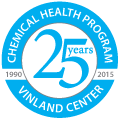 CHEMICAL HEALTH PROGRAM
25
years
1990 2015
VINLAND CENTER